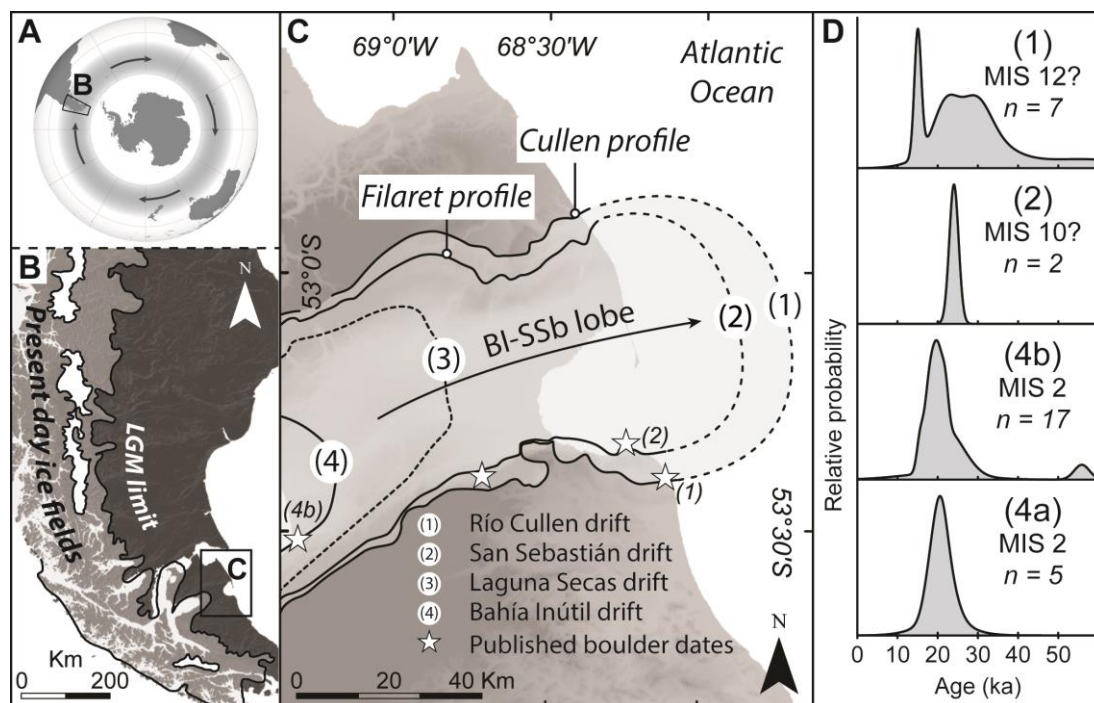 A
B
B
N
Present day ice fields
LGM limit
C
Km
0 200
C
69°0'W 68°30'W
Atlantic
Ocean
Cullen profile
Filaret profile
53°0'S
BI-SSb lobe
(1)
(2)
(3)
(4)
(2)
(1)
(4b)
(1) Río Cullen drift
(2) San Sebastián drift
(3) Laguna Secas drift
(4) Bahía Inútil drift
Published boulder dates
53°30'S
N
0 20 40 Km
D
(1)
MIS 12?
n = 7
(2)
MIS 10?
n = 2
(4b)
MIS 2
n = 17
(4a)
MIS 2
n = 5
Relative probability
0 20 40 60
Age (ka)